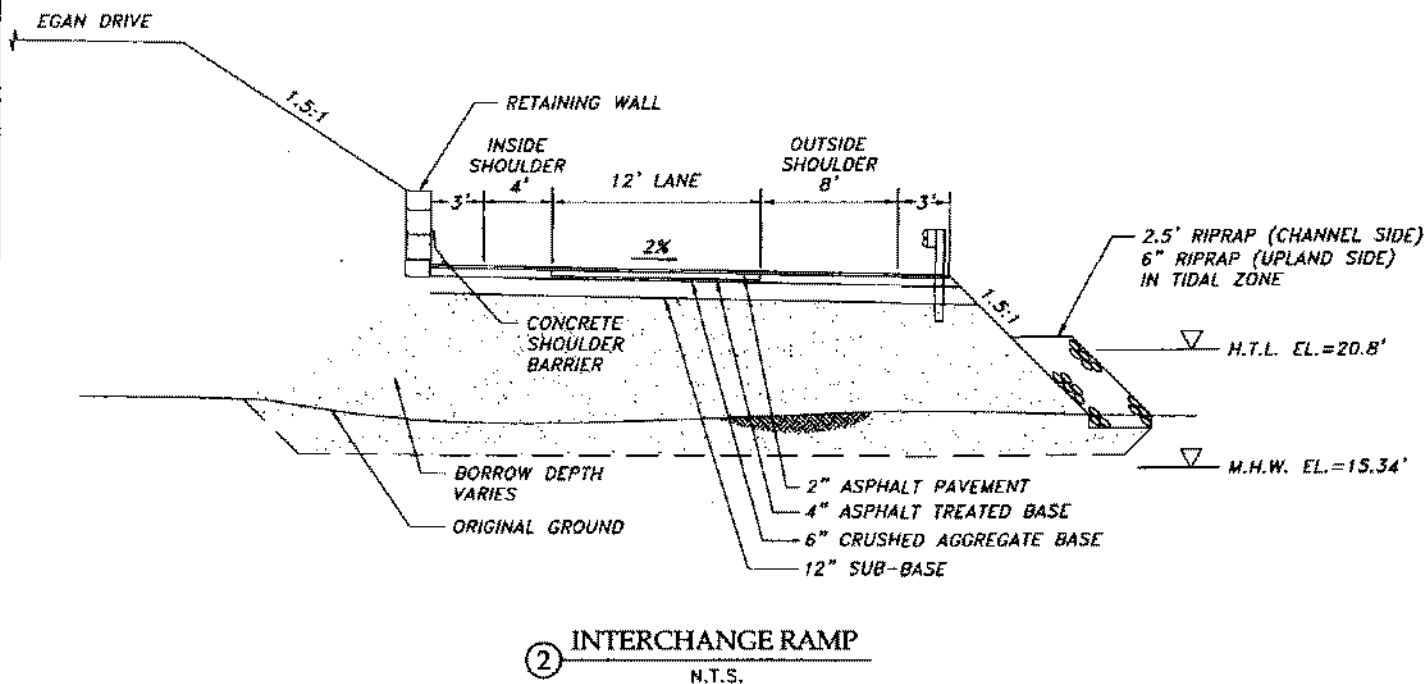 EGAN DRIVE
1.5:1
RETAINING WALL
INSIDE
SHOULDER
4'
12' LANE
OUTSIDE
SHOULDER
8'
3'
3'
2%
2.5' RIPRAP (CHANNEL SIDE)
6" RIPRAP (UPLAND SIDE)
IN TIDAL ZONE
1.5:1
CONCRETE
SHOULDER
BARRIER
H.T.L. EL.=20.8'
M.H.W. EL.=15.34'
BORROW DEPTH
VARIES
ORIGINAL GROUND
2" ASPHALT PAVEMENT
4" ASPHALT TREATED BASE
6" CRUSHED AGGREGATE BASE
12" SUB-BASE
2 INTERCHANGE RAMP
N.T.S.